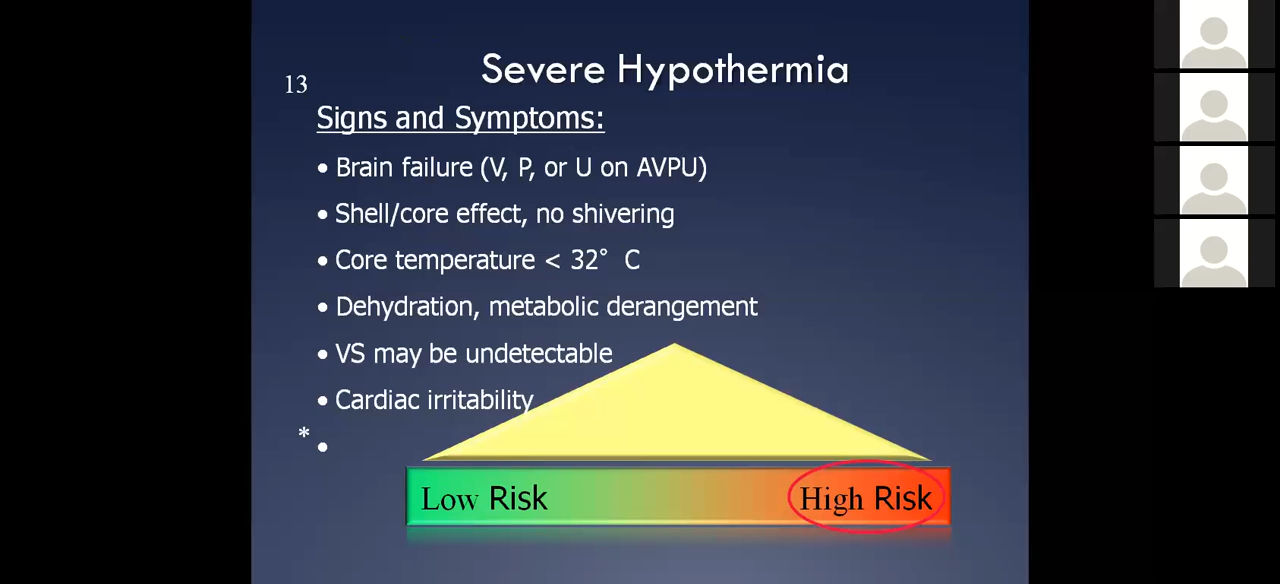 Severe Hypothermia
13
Signs and Symptoms:
• Brain failure (V, P, or U on AVPU)
• Shell/core effect, no shivering
• Core temperature < 32° C
• Dehydration, metabolic derangement
• VS may be undetectable
• Cardiac irritability
* •
Low Risk
High Risk